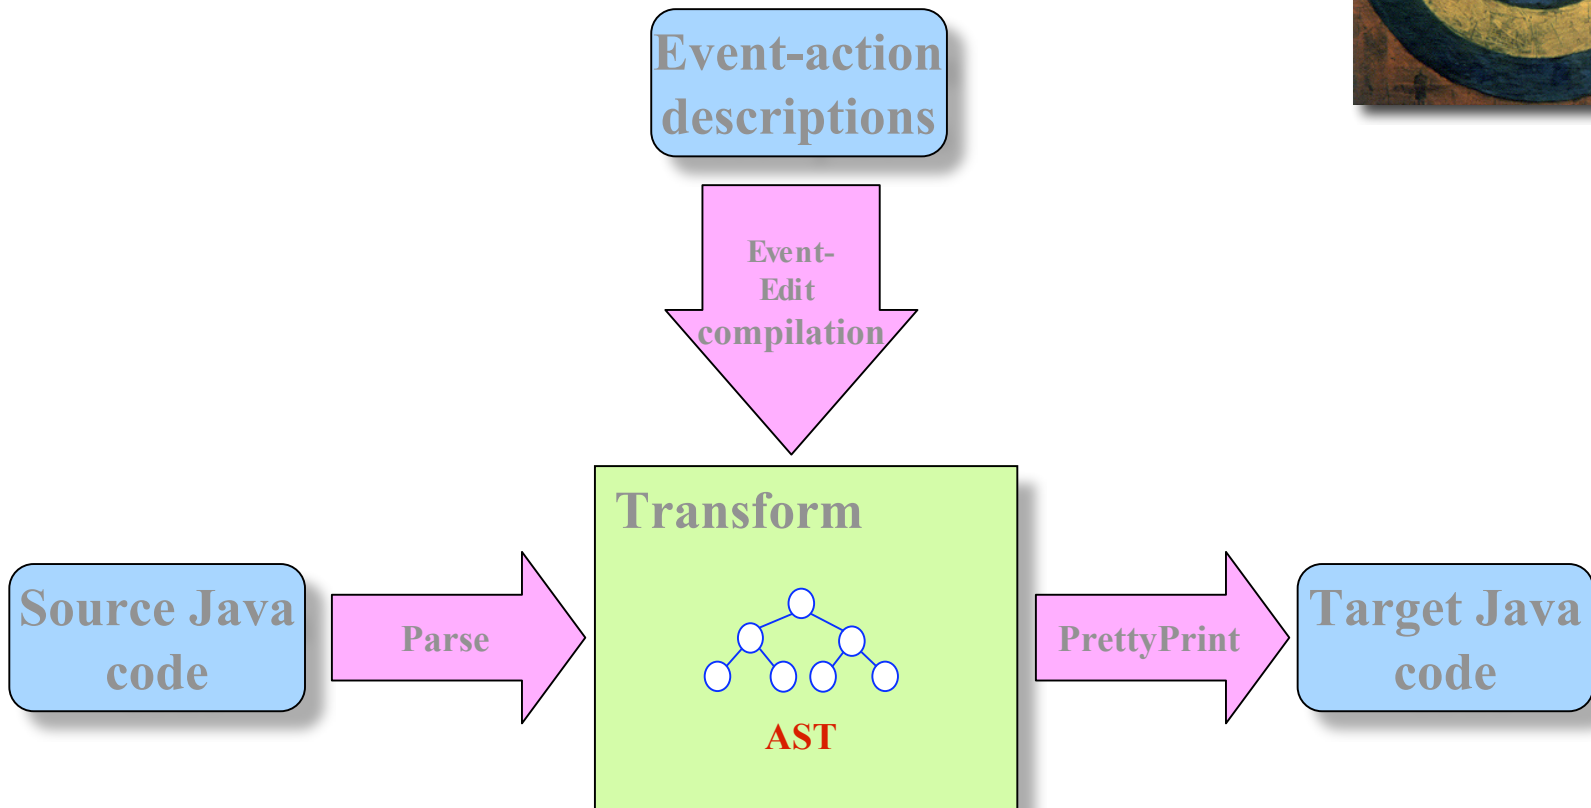 Event-action
descriptions
Event-
Edit
compilation
Transform
Source Java
code
Parse
AST
PrettyPrint
Target Java
code